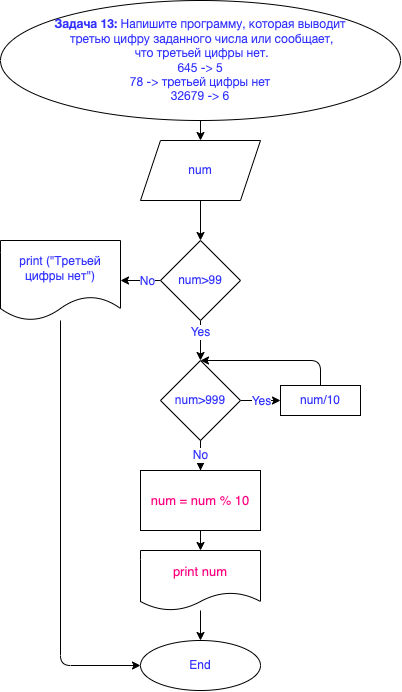 Задача 13: Напишите программу, которая выводит
третью цифру заданного числа или сообщает,
что третьей цифры нет.
645 -> 5
78 -> третьей цифры нет
32679 -> 6
num
print ("Третьей
цифры нет")
No
num>99
Yes
num>999
Yes
num/10
No
num = num % 10
print num
End